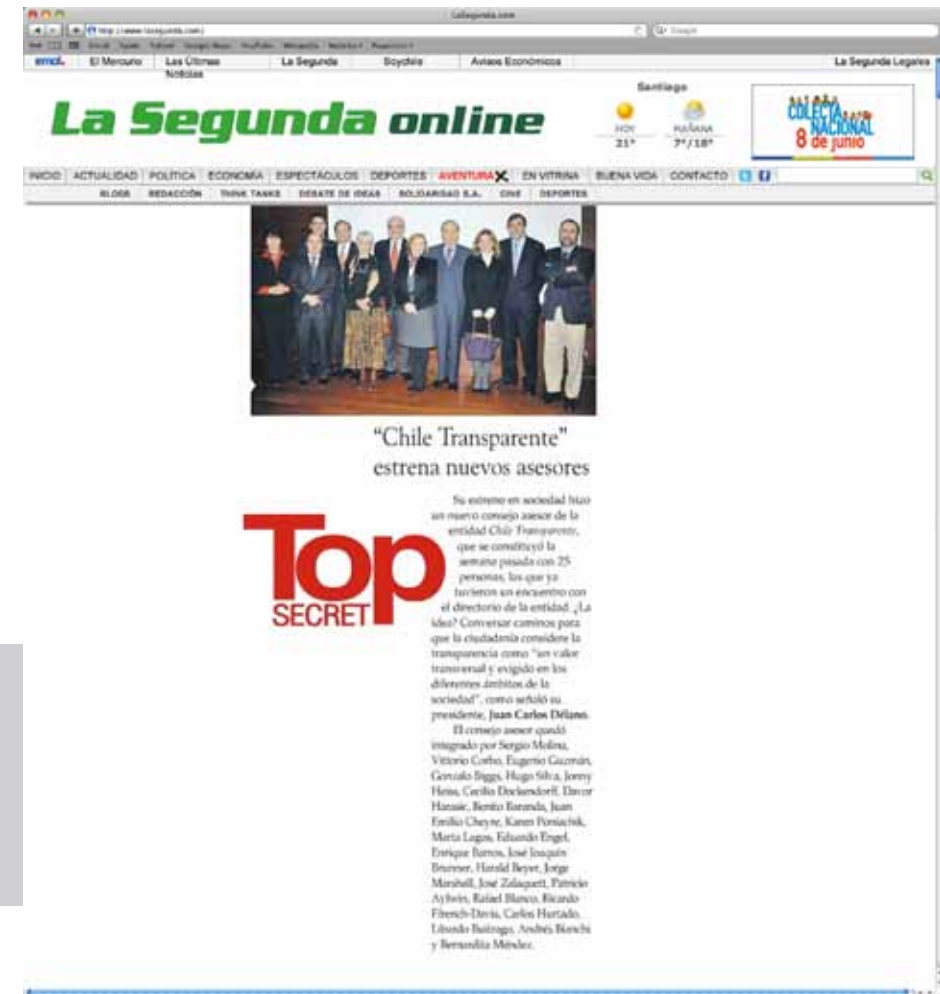 LaSegunda.com
emol. El Mercurio Las Últimas Noticias La Segunda Soychile Avisos Económicos La Segunda Legales
La Segunda online
Santiago
HOY MAÑANA
21° 7°/18°
COLECTA NACIONAL
8 de junio
INICIO ACTUALIDAD POLÍTICA ECONOMÍA ESPECTÁCULOS DEPORTES AVENTURA X EN VITRINA BUENA VIDA CONTACTO
BLOGS REDACCIÓN THINK TANKS DEBATE DE IDEAS SOLIDARIDAD S.A. CINE DEPORTES
"Chile Transparente"
estrena nuevos asesores
Top
SECRET
Su estreno en sociedad hizo
un nuevo consejo asesor de la
entidad Chile Transparente,
que se constituyó la
semana pasada con 25
personas, los que ya
tuvieron un encuentro con
el directorio de la entidad. ¿La
idea? Conversar caminos para
que la ciudadanía considere la
transparencia como "un valor
transversal y exigido en los
diferentes ámbitos de la
sociedad", como señaló su
presidente, Juan Carlos Délano.
El consejo asesor quedó
integrado por Sergio Molina,
Vittorio Corbo, Eugenio Guzmán,
Gonzalo Biggs, Hugo Silva, Jonny
Heiss, Cecilia Dockendorff, Davor
Harasic, Benito Baranda, Juan
Emilio Cheyre, Karen Poniachik,
Marta Lagos, Eduardo Engel,
Enrique Barros, José Joaquín
Brunner, Harald Beyer, Jorge
Marshall, José Zalaquett, Patricio
Aylwin, Rafael Blanco, Ricardo
Ffrench-Davis, Carlos Hurtado,
Libardo Buitrago, Andrés Bianchi
y Bernardita Méndez.